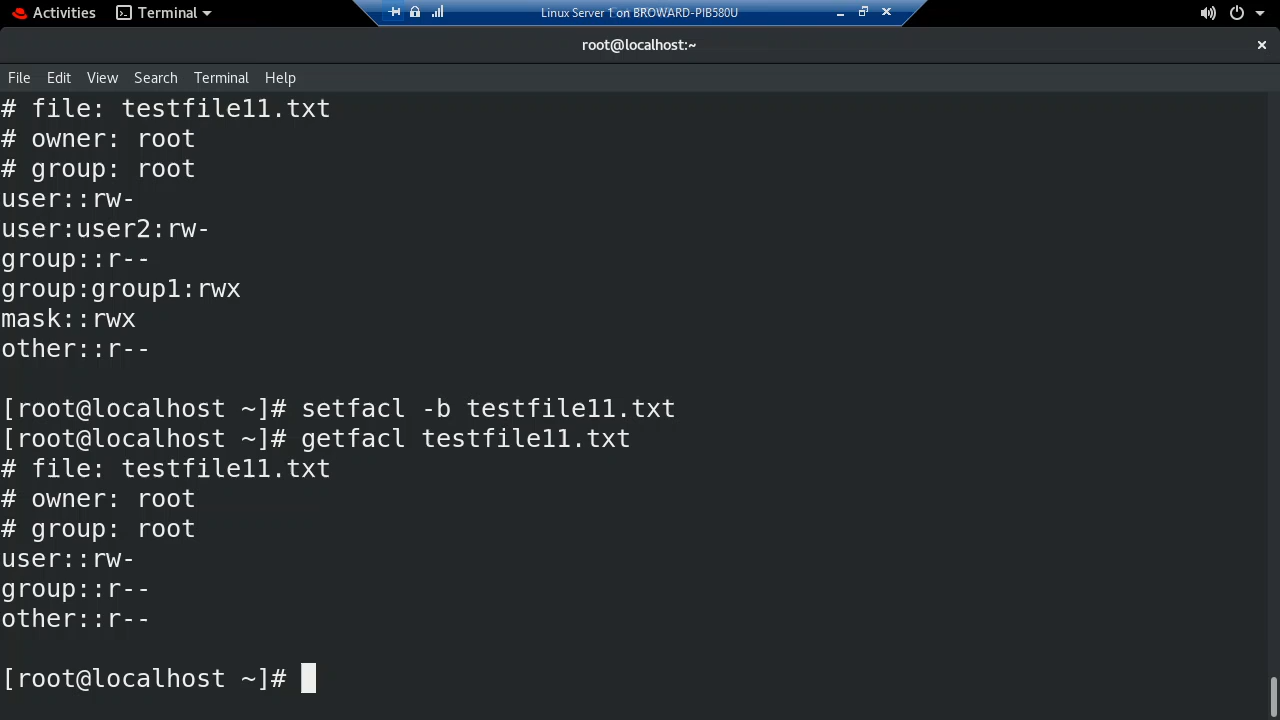 Activities Terminal
Linux Server 1 on BROWARD-PIB580U
root@localhost:~
File Edit View Search Terminal Help
# file: testfile11.txt
# owner: root
# group: root
user::rw-
user:user2:rw-
group::r--
group:group1:rwx
mask::rwx
other::r--
[root@localhost ~]# setfacl -b testfile11.txt
[root@localhost ~]# getfacl testfile11.txt
# file: testfile11.txt
# owner: root
# group: root
user::rw-
group::r--
other::r--
[root@localhost ~]#